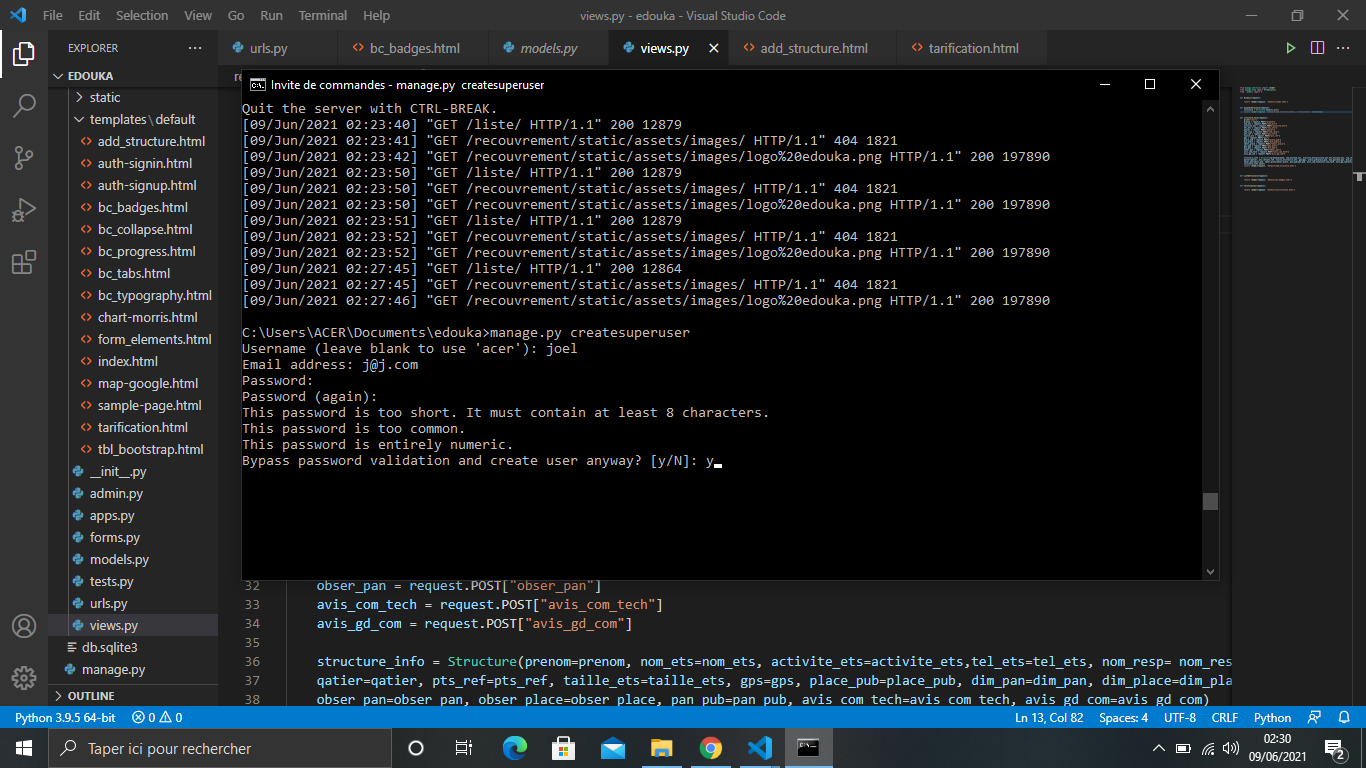 File Edit Selection View Go Run Terminal Help views.py - edouka - Visual Studio Code
EXPLORER
urls.py bc_badges.html models.py views.py add_structure.html tarification.html
EDOUKA
static
templates\default
add_structure.html
auth-signin.html
auth-signup.html
bc_badges.html
bc_collapse.html
bc_progress.html
bc_tabs.html
bc_typography.html
chart-morris.html
form_elements.html
index.html
map-google.html
sample-page.html
tarification.html
tbl_bootstrap.html
__init__.py
admin.py
apps.py
forms.py
models.py
tests.py
urls.py
views.py
db.sqlite3
manage.py
OUTLINE
Invite de commandes - manage.py  createsuperuser
Quit the server with CTRL-BREAK.
[09/Jun/2021 02:23:40] "GET /liste/ HTTP/1.1" 200 12879
[09/Jun/2021 02:23:41] "GET /recouvrement/static/assets/images/ HTTP/1.1" 404 1821
[09/Jun/2021 02:23:42] "GET /recouvrement/static/assets/images/logo%20edouka.png HTTP/1.1" 200 197890
[09/Jun/2021 02:23:50] "GET /liste/ HTTP/1.1" 200 12879
[09/Jun/2021 02:23:50] "GET /recouvrement/static/assets/images/ HTTP/1.1" 404 1821
[09/Jun/2021 02:23:50] "GET /recouvrement/static/assets/images/logo%20edouka.png HTTP/1.1" 200 197890
[09/Jun/2021 02:23:51] "GET /liste/ HTTP/1.1" 200 12879
[09/Jun/2021 02:23:52] "GET /recouvrement/static/assets/images/ HTTP/1.1" 404 1821
[09/Jun/2021 02:23:52] "GET /recouvrement/static/assets/images/logo%20edouka.png HTTP/1.1" 200 197890
[09/Jun/2021 02:27:45] "GET /liste/ HTTP/1.1" 200 12864
[09/Jun/2021 02:27:45] "GET /recouvrement/static/assets/images/ HTTP/1.1" 404 1821
[09/Jun/2021 02:27:46] "GET /recouvrement/static/assets/images/logo%20edouka.png HTTP/1.1" 200 197890
C:\Users\ACER\Documents\edouka>manage.py createsuperuser
Username (leave blank to use 'acer'): joel
Email address: j@j.com
Password:
Password (again):
This password is too short. It must contain at least 8 characters.
This password is too common.
This password is entirely numeric.
Bypass password validation and create user anyway? [y/N]: y
32 obser_pan = request.POST["obser_pan"]
33 avis_com_tech = request.POST["avis_com_tech"]
34 avis_gd_com = request.POST["avis_gd_com"]
35
36 structure_info = Structure(prenom=prenom, nom_ets=nom_ets, activite_ets=activite_ets,tel_ets=tel_ets, nom_resp= nom_res
37 qatier=qatier, pts_ref=pts_ref, taille_ets=taille_ets, gps=gps, place_pub=place_pub, dim_pan=dim_pan, dim_place=dim_pla
38 obser_pan=obser_pan, obser_place=obser_place, pan_pub=pan_pub, avis_com_tech=avis_com_tech, avis_gd_com=avis_gd_com)
Python 3.9.5 64-bit 0 0 Ln 13, Col 82 Spaces: 4 UTF-8 CRLF Python
Taper ici pour rechercher
02:30
09/06/2021
2